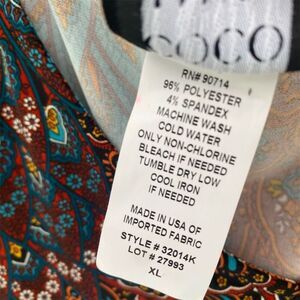 COCO
RN# 90714
96% POLYESTER
4% SPANDEX
MACHINE WASH
COLD WATER
ONLY NON-CHLORINE
BLEACH IF NEEDED
TUMBLE DRY LOW
COOL IRON
IF NEEDED
MADE IN USA OF
IMPORTED FABRIC
STYLE # 32014K
LOT # 27993
XL